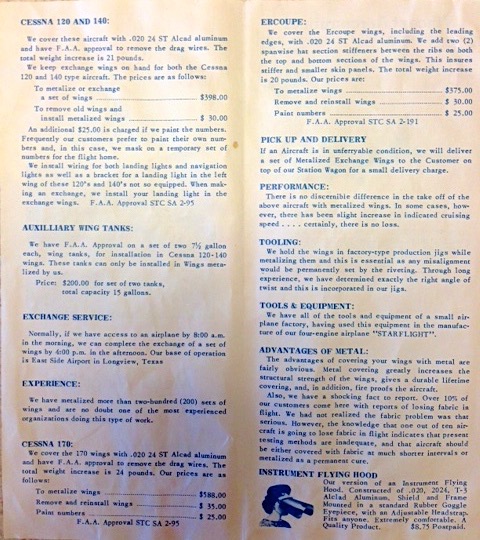 CESSNA 120 AND 140:
We cover these aircraft with .020 24 ST Alcad aluminum
and have F.A.A. approval to remove the drag wires. The
total weight increase is 21 pounds.
We keep exchange wings on hand for both the Cessna
120 and 140 type aircraft. The prices are as follows:
To metalize or exchange
a set of wings ........ $398.00
To remove old wings and
install metalized wings ........ $ 30.00
An additional $25.00 is charged if we paint the numbers.
Frequently our customers prefer to paint their own num-
bers and, in this case, we mask on a temporary set of
numbers for the flight home.
We install wiring for both landing lights and navigation
lights as well as a bracket for a landing light in the left
wing of these 120's and 140's not so equipped. When mak-
ing an exchange, we install your landing light in the
exchange wings. F.A.A. Approval STC SA 2-95
AUXILLIARY WING TANKS:
We have F.A.A. Approval on a set of two 7½ gallon
each, wing tanks, for installation in Cessna 120-140
wings. These tanks can only be installed in Wings meta-
lized by us.
Price: $200.00 for set of two tanks,
total capacity 15 gallons.
EXCHANGE SERVICE:
Normally, if we have access to an airplane by 8:00 a.m.
in the morning, we can complete the exchange of a set of
wings by 4:00 p.m. in the afternoon. Our base of operation
is East Side Airport in Longview, Texas
EXPERIENCE:
We have metalized more than two-hundred (200) sets of
wings and are no doubt one of the most experienced
organizations doing this type of work.
CESSNA 170:
We cover the 170 wings with .020 24 ST Alcad aluminum
and have F.A.A. approval to remove the drag wires. The
total weight increase is 24 pounds. Our prices are as
follows:
To metalize wings ........ $588.00
Remove and reinstall wings ........ $ 35.00
Paint numbers ........ $ 25.00
F.A.A. Approval STC SA 2-95
ERCOUPE:
We cover the Ercoupe wings, including the leading
edges, with .020 24 ST Alcad aluminum. We add two (2)
spanwise hat section stiffeners between the ribs on both
the top and bottom sections of the wings. This insures
stiffer and smaller skin panels. The total weight increase
is 20 pounds. Our prices are:
To metalize wings ........ $375.00
Remove and reinstall wings ........ $ 30.00
Paint numbers ........ $ 25.00
F.A.A. Approval STC SA 2-191
PICK UP AND DELIVERY
If an Aircraft is in unferryable condition, we will deliver
a set of Metalized Exchange Wings to the Customer on
top of our Station Wagon for a small delivery charge.
PERFORMANCE:
There is no discernible difference in the take off of the
above aircraft with metalized wings. In some cases, how-
ever, there has been slight increase in indicated cruising
speed .... certainly, there is no loss.
TOOLING:
We hold the wings in factory-type production jigs while
metalizing them and this is essential as any misalignment
would be permanently set by the riveting. Through long
experience, we have determined exactly the right angle of
twist and this is incorporated in our jigs.
TOOLS & EQUIPMENT:
We have all of the tools and equipment of a small air-
plane factory, having used this equipment in the manufac-
ture of our four-engine airplane "STARFLIGHT".
ADVANTAGES OF METAL:
The advantages of covering your wings with metal are
fairly obvious. Metal covering greatly increases the
structural strength of the wings, gives a durable lifetime
covering, and, in addition, fire proofs the aircraft.
Also, we have a shocking fact to report. Over 10% of
our customers come here with reports of losing fabric in
flight. We had not realized the fabric problem was that
serious. However, the knowledge that one out of ten air-
craft is going to lose fabric in flight indicates that present
testing methods are inadequate, and that aircraft should
be either covered with fabric at much shorter intervals or
metalized as a permanent cure.
INSTRUMENT FLYING HOOD
Our version of an Instrument Flying
Hood. Constructed of .020, 2024, T-3
Alclad Aluminum. Shield and Frame
Mounted in a standard Rubber Goggle
Eyepiece, with an Adjustable Headstrap.
Fits anyone. Extremely comfortable. A
Quality Product. $8.75 Postpaid.